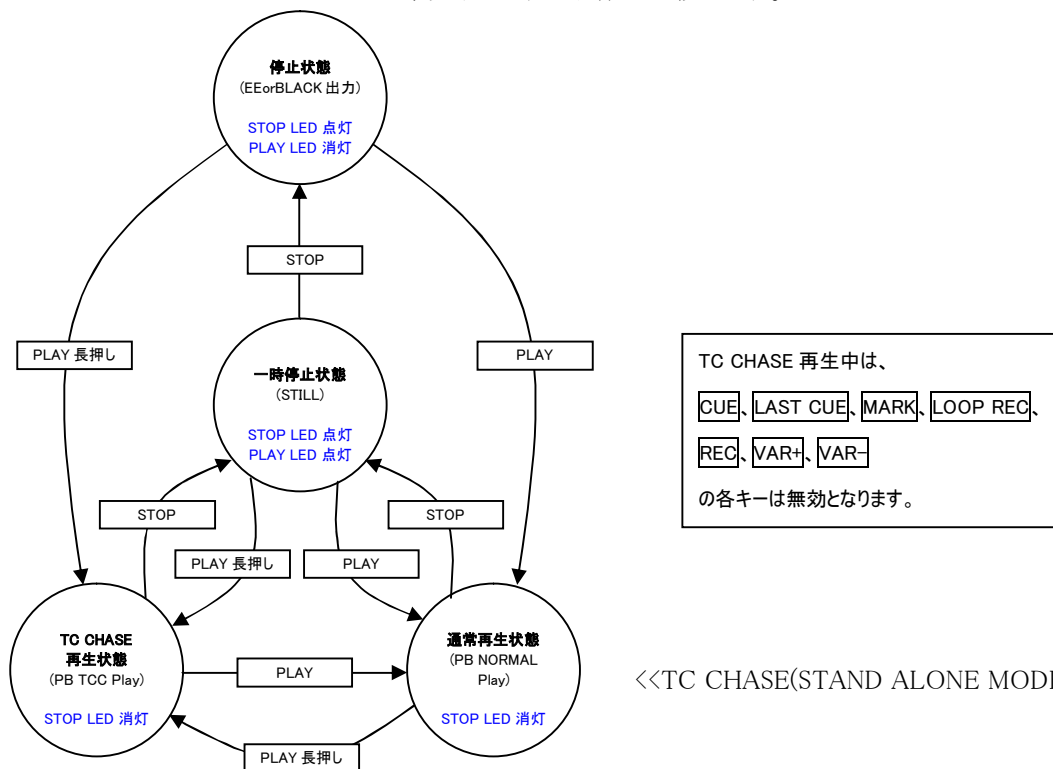 停止状態
(EEorBLACK 出力)
STOP LED 点灯
PLAY LED 消灯
STOP
PLAY 長押し
PLAY
一時停止状態
(STILL)
STOP LED 点灯
PLAY LED 点灯
STOP
STOP
PLAY 長押し
PLAY
TC CHASE
再生状態
(PB TCC Play)
STOP LED 消灯
PLAY
通常再生状態
(PB NORMAL
Play)
STOP LED 消灯
PLAY 長押し
TC CHASE 再生中は、
CUE、LAST CUE、MARK、LOOP REC、
REC、VAR+、VAR-
の各キーは無効となります。
<<TC CHASE(STAND ALONE